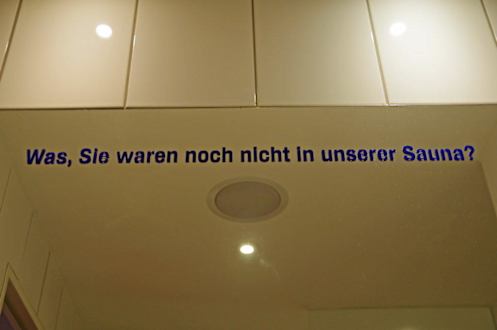 Was, Sie waren noch nicht in unserer Sauna?